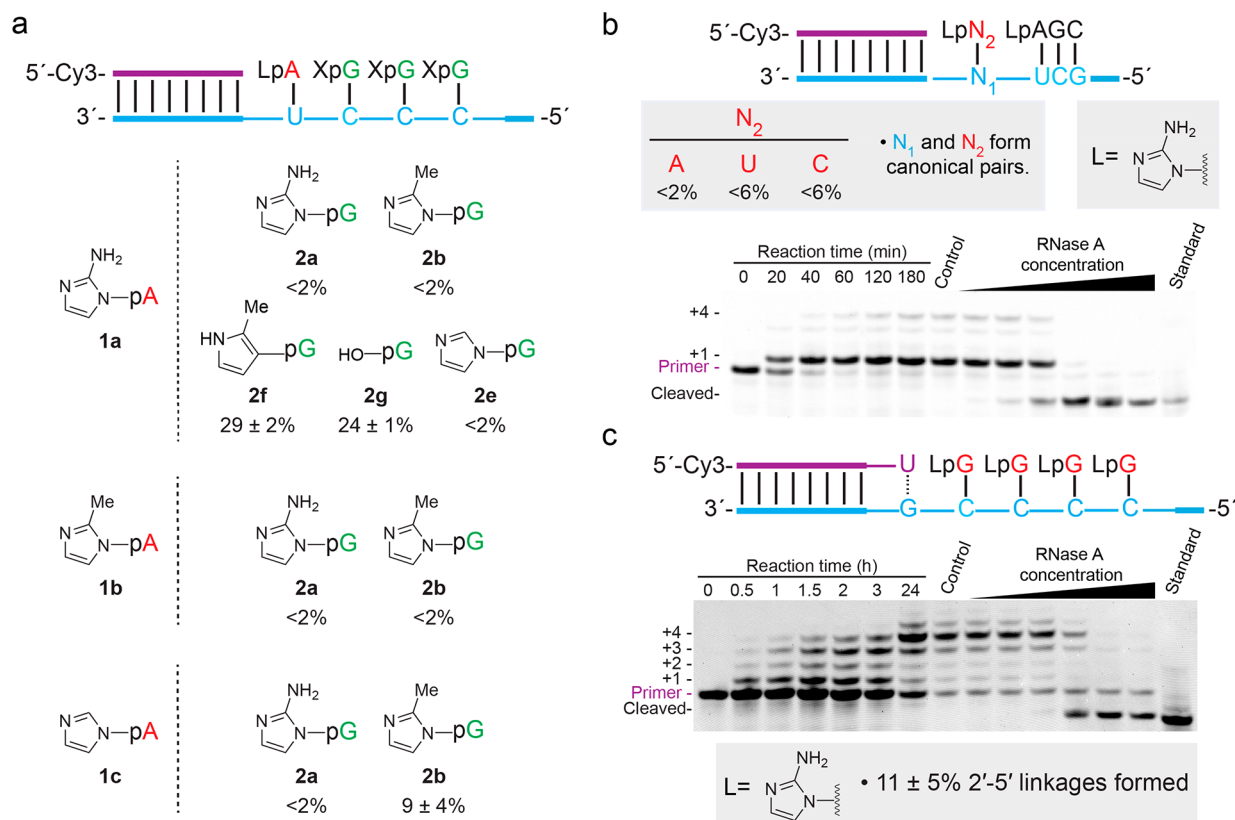 a
5´-Cy3-
LpA XpG XpG XpG
3´- U C C C -5´
NH2
N
N pA
1a
NH2
N
N pG
2a
<2%
Me
N
N pG
2b
<2%
Me
HN pG
2f
29 ± 2%
HO pG
2g
24 ± 1%
N
N pG
2e
<2%
Me
N
N pA
1b
NH2
N
N pG
2a
<2%
Me
N
N pG
2b
<2%
N
N pA
1c
NH2
N
N pG
2a
<2%
Me
N
N pG
2b
9 ± 4%
b
5´-Cy3-
LpN2 LpAGC
3´- N1 UCG -5´
N2
A U C
<2% <6% <6%
• N1 and N2 form
canonical pairs.
L=
NH2
N
N
Reaction time (min)
0 20 40 60 120 180
Control
RNase A
concentration
Standard
+4 -
+1 -
Primer -
Cleaved-
c
5´-Cy3- U LpG LpG LpG LpG
3´- G C C C C -5´
Reaction time (h)
0 0.5 1 1.5 2 3 24
Control
RNase A
concentration
Standard
+4 -
+3 -
+2 -
+1 -
Primer -
Cleaved-
L=
NH2
N
N
• 11 ± 5% 2′-5′ linkages formed